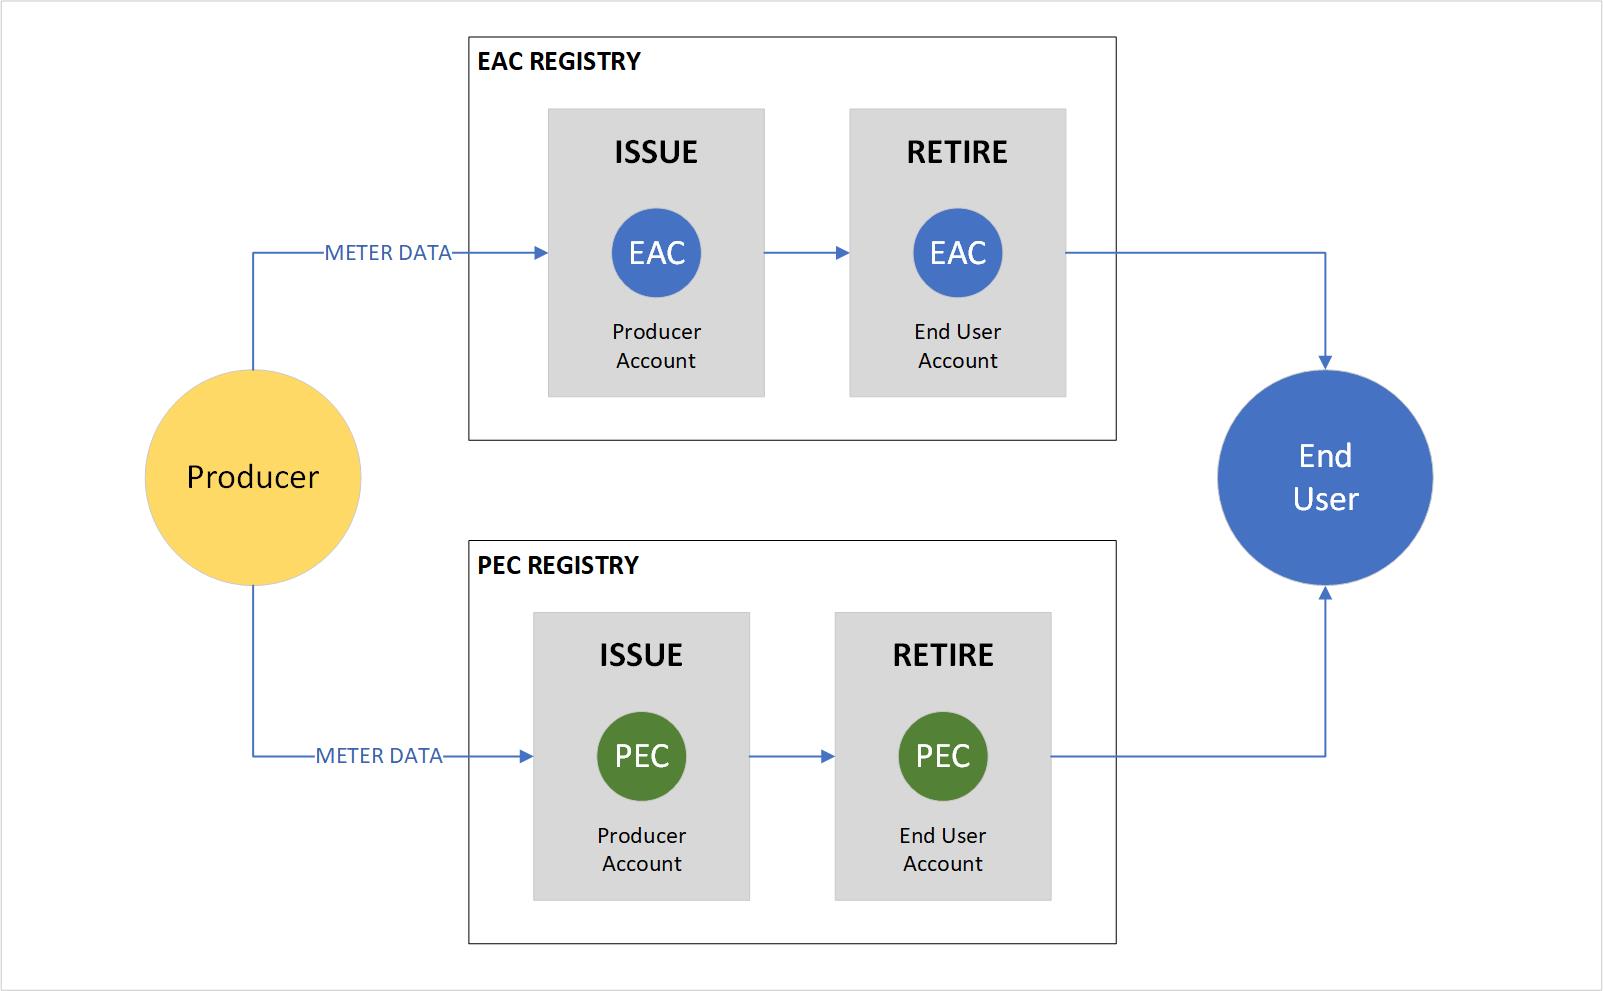 EAC REGISTRY
ISSUE
EAC
Producer
Account
RETIRE
EAC
End User
Account
METER DATA
Producer
End
User
PEC REGISTRY
ISSUE
PEC
Producer
Account
RETIRE
PEC
End User
Account
METER DATA